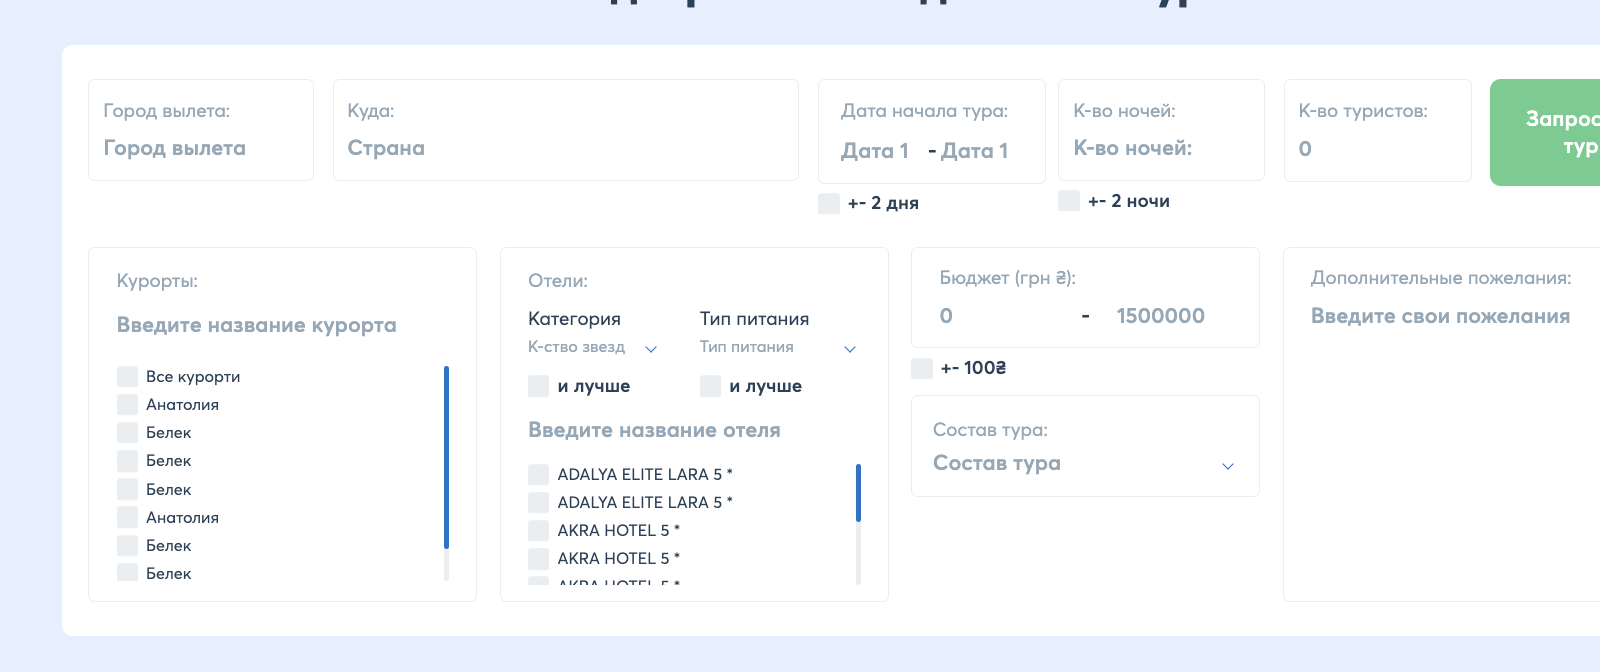 Город вылета:
Город вылета
Куда:
Страна
Дата начала тура:
Дата 1 - Дата 1
+- 2 дня
К-во ночей:
К-во ночей:
+- 2 ночи
К-во туристов:
0
тур
Курорты:
Введите название курорта
Все курорти
Анатолия
Белек
Белек
Белек
Анатолия
Белек
Белек
Отели:
Категория Тип питания
К-ство звезд Тип питания
и лучше и лучше
Введите название отеля
ADALYA ELITE LARA 5 *
ADALYA ELITE LARA 5 *
AKRA HOTEL 5 *
AKRA HOTEL 5 *
AKRA HOTEL 5 *
Бюджет (грн ₴):
0 - 1500000
+- 100₴
Состав тура:
Состав тура
Дополнительные пожелания:
Введите свои пожелания